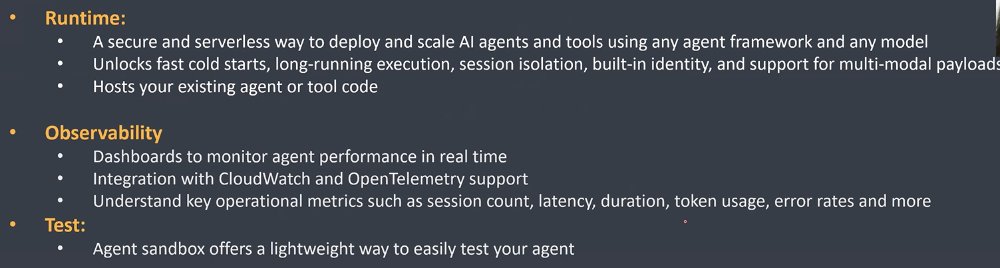 • Runtime:
• A secure and serverless way to deploy and scale AI agents and tools using any agent framework and any model
• Unlocks fast cold starts, long-running execution, session isolation, built-in identity, and support for multi-modal payloads
• Hosts your existing agent or tool code
• Observability
• Dashboards to monitor agent performance in real time
• Integration with CloudWatch and OpenTelemetry support
• Understand key operational metrics such as session count, latency, duration, token usage, error rates and more
• Test:
• Agent sandbox offers a lightweight way to easily test your agent